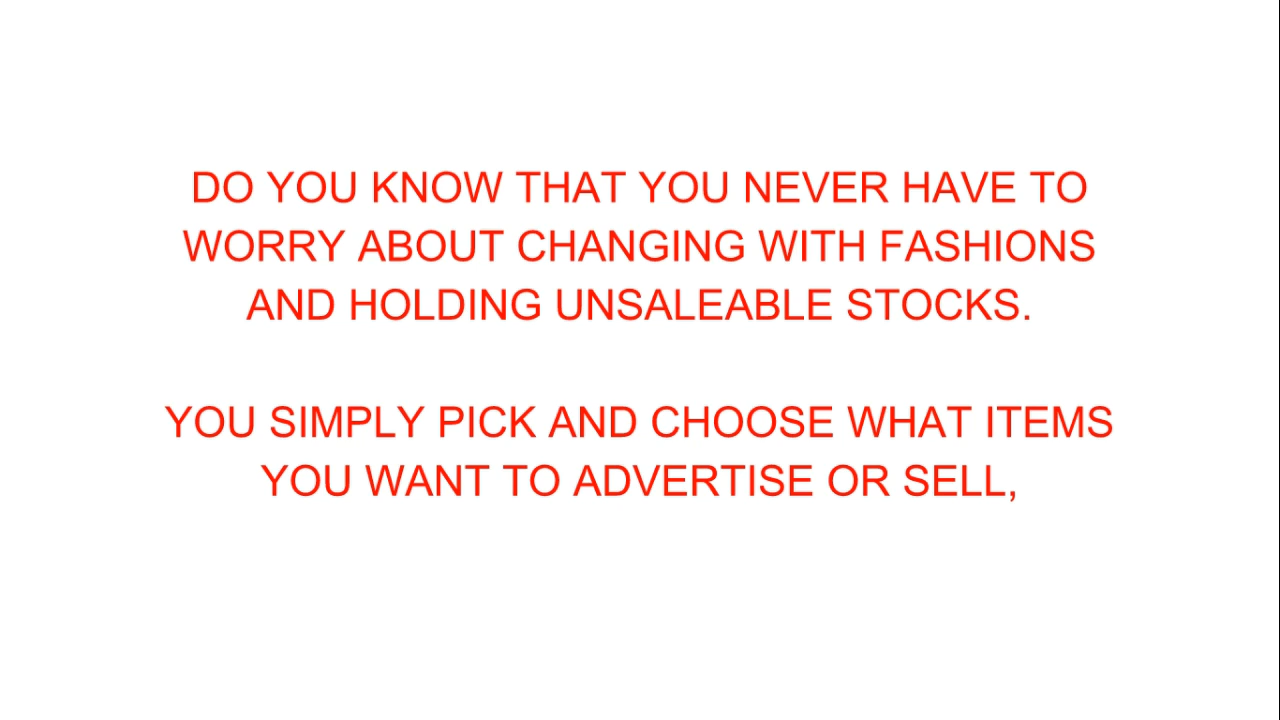 DO YOU KNOW THAT YOU NEVER HAVE TO
WORRY ABOUT CHANGING WITH FASHIONS
AND HOLDING UNSALEABLE STOCKS.
YOU SIMPLY PICK AND CHOOSE WHAT ITEMS
YOU WANT TO ADVERTISE OR SELL,